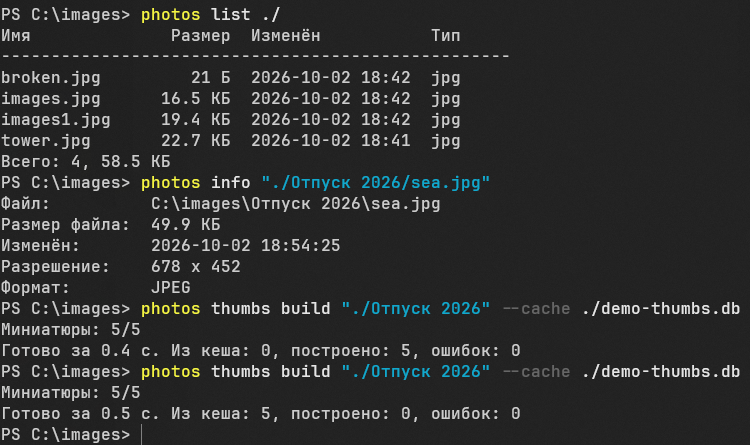 PS C:\images> photos list ./
Имя Размер Изменён Тип
---------------------------------------------------
broken.jpg 21 Б 2026-10-02 18:42 jpg
images.jpg 16.5 КБ 2026-10-02 18:42 jpg
images1.jpg 19.4 КБ 2026-10-02 18:42 jpg
tower.jpg 22.7 КБ 2026-10-02 18:41 jpg
Всего: 4, 58.5 КБ
PS C:\images> photos info "./Отпуск 2026/sea.jpg"
Файл: C:\images\Отпуск 2026\sea.jpg
Размер файла: 49.9 КБ
Изменён: 2026-10-02 18:54:25
Разрешение: 678 x 452
Формат: JPEG
PS C:\images> photos thumbs build "./Отпуск 2026" --cache ./demo-thumbs.db
Миниатюры: 5/5
Готово за 0.4 с. Из кеша: 0, построено: 5, ошибок: 0
PS C:\images> photos thumbs build "./Отпуск 2026" --cache ./demo-thumbs.db
Миниатюры: 5/5
Готово за 0.5 с. Из кеша: 5, построено: 0, ошибок: 0
PS C:\images>